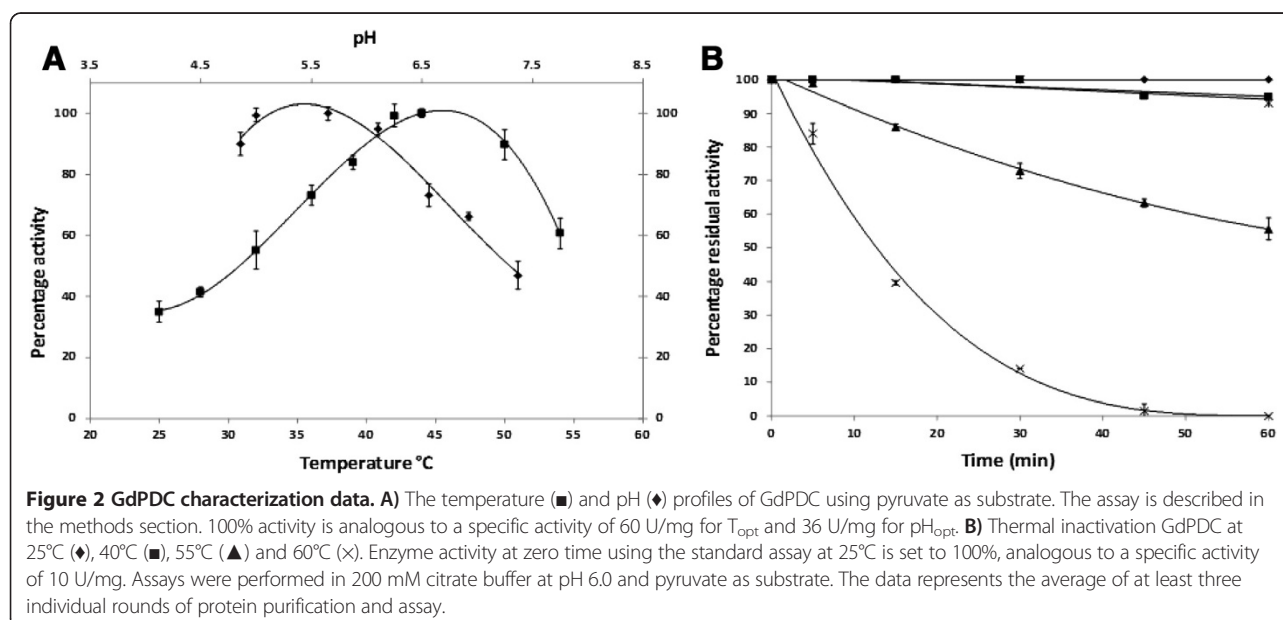 A
pH
3.5 4.5 5.5 6.5 7.5 8.5
100 100
80 80
60 60
40 40
20 20
0 0
Percentage activity
20 25 30 35 40 45 50 55 60
Temperature °C
B
100
90
80
70
60
50
40
30
20
10
0
Percentage residual activity
0 10 20 30 40 50 60
Time (min)
Figure 2 GdPDC characterization data. A) The temperature (■) and pH (♦) profiles of GdPDC using pyruvate as substrate. The assay is described in
the methods section. 100% activity is analogous to a specific activity of 60 U/mg for Topt and 36 U/mg for pHopt. B) Thermal inactivation GdPDC at
25°C (♦), 40°C (■), 55°C (▲) and 60°C (×). Enzyme activity at zero time using the standard assay at 25°C is set to 100%, analogous to a specific activity
of 10 U/mg. Assays were performed in 200 mM citrate buffer at pH 6.0 and pyruvate as substrate. The data represents the average of at least three
individual rounds of protein purification and assay.